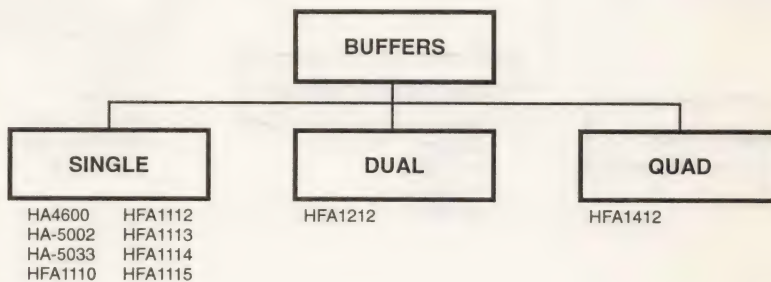 BUFFERS
SINGLE
DUAL
QUAD
HA4600 HFA1112
HA-5002 HFA1113
HA-5033 HFA1114
HFA1110 HFA1115
HFA1212
HFA1412